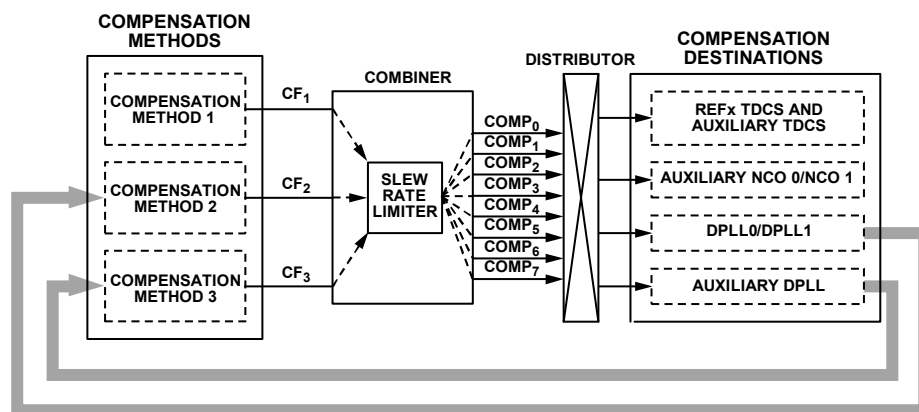 COMPENSATION
METHODS
COMPENSATION
METHOD 1
COMPENSATION
METHOD 2
COMPENSATION
METHOD 3
CF₁
CF₂
CF₃
COMBINER
SLEW
RATE
LIMITER
COMP₀
COMP₁
COMP₂
COMP₃
COMP₄
COMP₅
COMP₆
COMP₇
DISTRIBUTOR
COMPENSATION
DESTINATIONS
REFx TDCS AND
AUXILIARY TDCS
AUXILIARY NCO 0/NCO 1
DPLL0/DPLL1
AUXILIARY DPLL